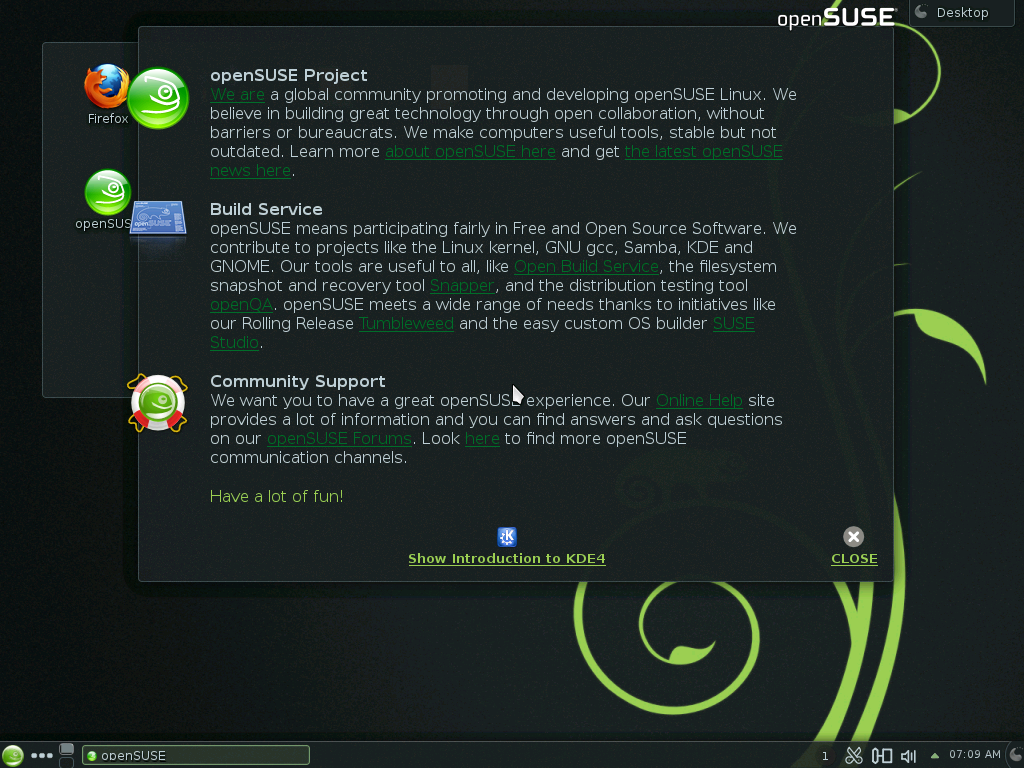 openSUSE
Desktop
Firefox
openSUS
openSUSE Project
We are a global community promoting and developing openSUSE Linux. We
believe in building great technology through open collaboration, without
barriers or bureaucrats. We make computers useful tools, stable but not
outdated. Learn more about openSUSE here and get the latest openSUSE
news here.
Build Service
openSUSE means participating fairly in Free and Open Source Software. We
contribute to projects like the Linux kernel, GNU gcc, Samba, KDE and
GNOME. Our tools are useful to all, like Open Build Service, the filesystem
snapshot and recovery tool Snapper, and the distribution testing tool
openQA. openSUSE meets a wide range of needs thanks to initiatives like
our Rolling Release Tumbleweed and the easy custom OS builder SUSE
Studio.
Community Support
We want you to have a great openSUSE experience. Our Online Help site
provides a lot of information and you can find answers and ask questions
on our openSUSE Forums. Look here to find more openSUSE
communication channels.
Have a lot of fun!
Show Introduction to KDE4
CLOSE
openSUSE
1
07:09 AM